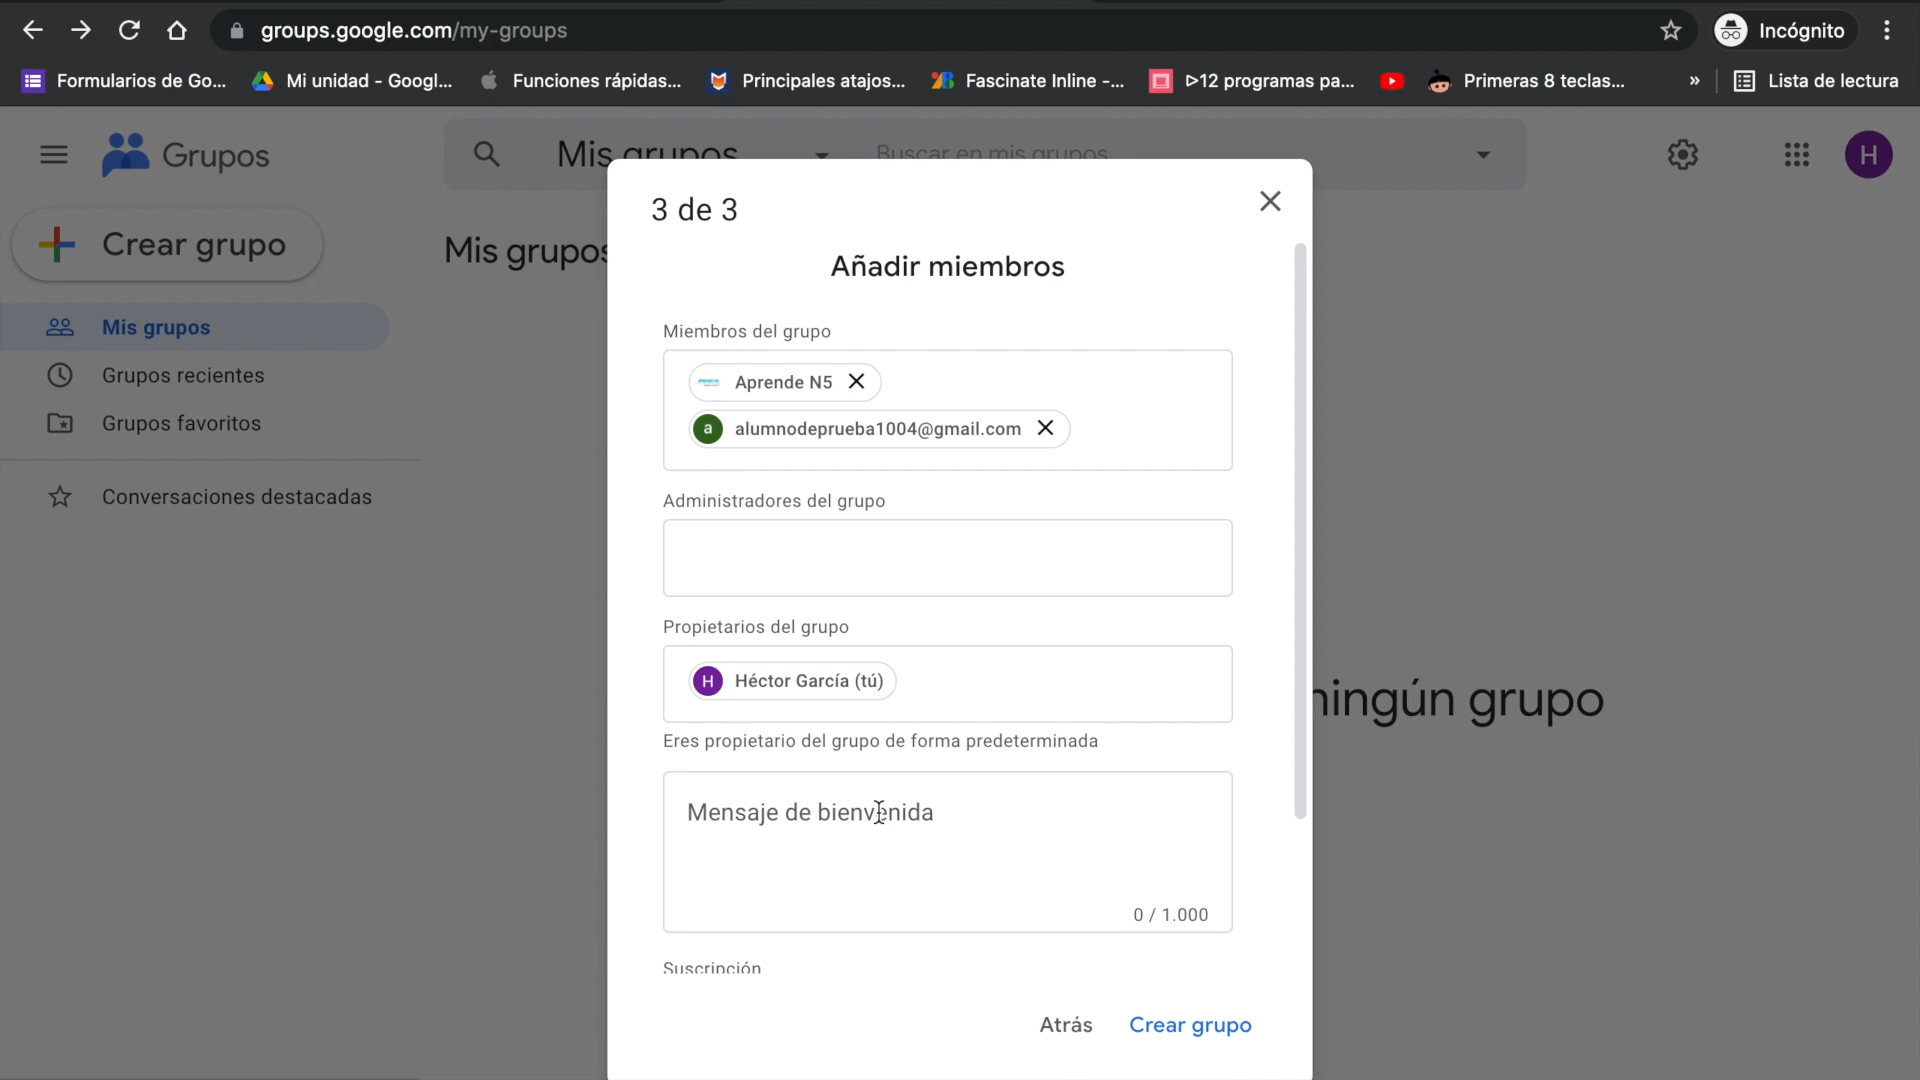 groups.google.com/my-groups
Incógnito
Formularios de Go...
Mi unidad - Googl...
Funciones rápidas...
Principales atajos...
Fascinate Inline -...
ᐅ12 programas pa...
Primeras 8 teclas...
»
Lista de lectura
Grupos
Mis grupos
Buscar en mis grupos
H
Crear grupo
Mis grupos
Mis grupos
Grupos recientes
Grupos favoritos
Conversaciones destacadas
ningún grupo
3 de 3
Añadir miembros
Miembros del grupo
Aprende N5
a alumnodeprueba1004@gmail.com
Administradores del grupo
Propietarios del grupo
H Héctor García (tú)
Eres propietario del grupo de forma predeterminada
Mensaje de bienvenida
0 / 1.000
Suscripción
Atrás
Crear grupo